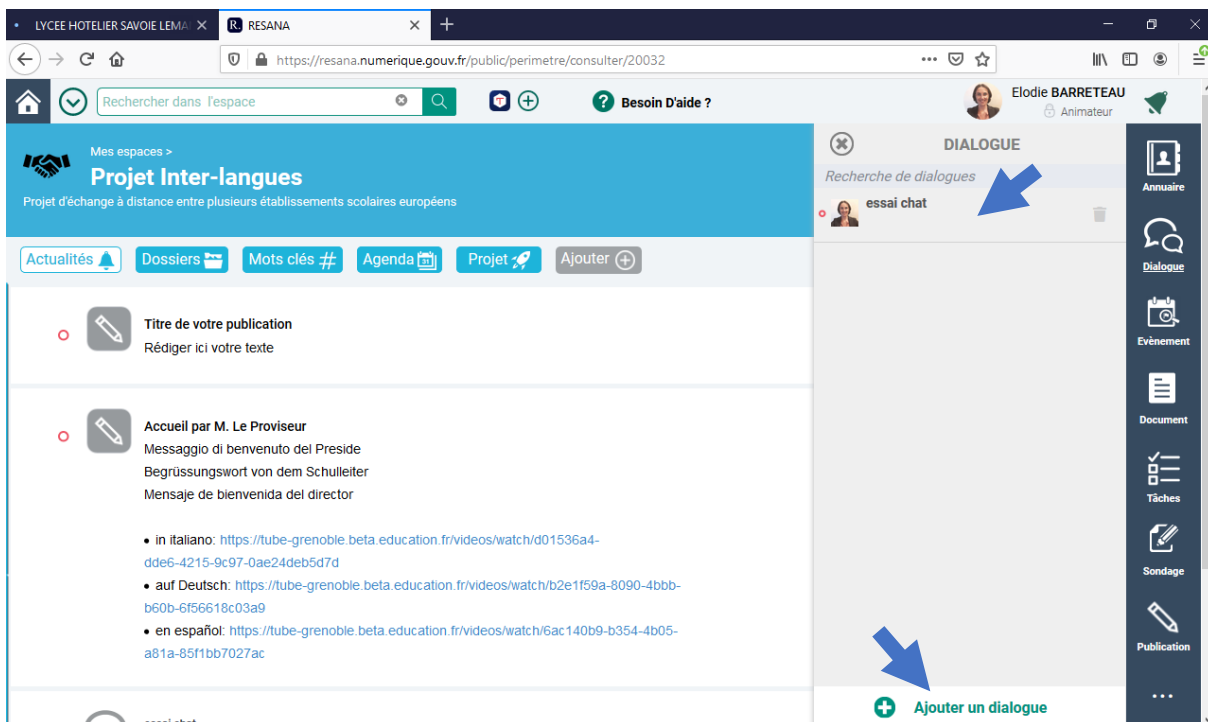 LYCEE HOTELIER SAVOIE LEMA
R. RESANA
https://resana.numerique.gouv.fr/public/perimetre/consulter/20032
Rechercher dans l'espace
Besoin D'aide ?
Elodie BARRETEAU
Animateur
Mes espaces >
Projet Inter-langues
Projet d'échange à distance entre plusieurs établissements scolaires européens
Actualités
Dossiers
Mots clés
Agenda
Projet
Ajouter
Titre de votre publication
Rédiger ici votre texte
Accueil par M. Le Proviseur
Messaggio di benvenuto del Preside
Begrüssungswort von dem Schulleiter
Mensaje de bienvenida del director
• in italiano: https://tube-grenoble.beta.education.fr/videos/watch/d01536a4-
dde6-4215-9c97-0ae24deb5d7d
• auf Deutsch: https://tube-grenoble.beta.education.fr/videos/watch/b2e1f59a-8090-4bbb-
b60b-6f56618c03a9
• en español: https://tube-grenoble.beta.education.fr/videos/watch/6ac140b9-b354-4b05-
a81a-85f1bb7027ac
DIALOGUE
Recherche de dialogues
essai chat
Ajouter un dialogue
Annuaire
Dialogue
Evènement
Document
Tâches
Sondage
Publication